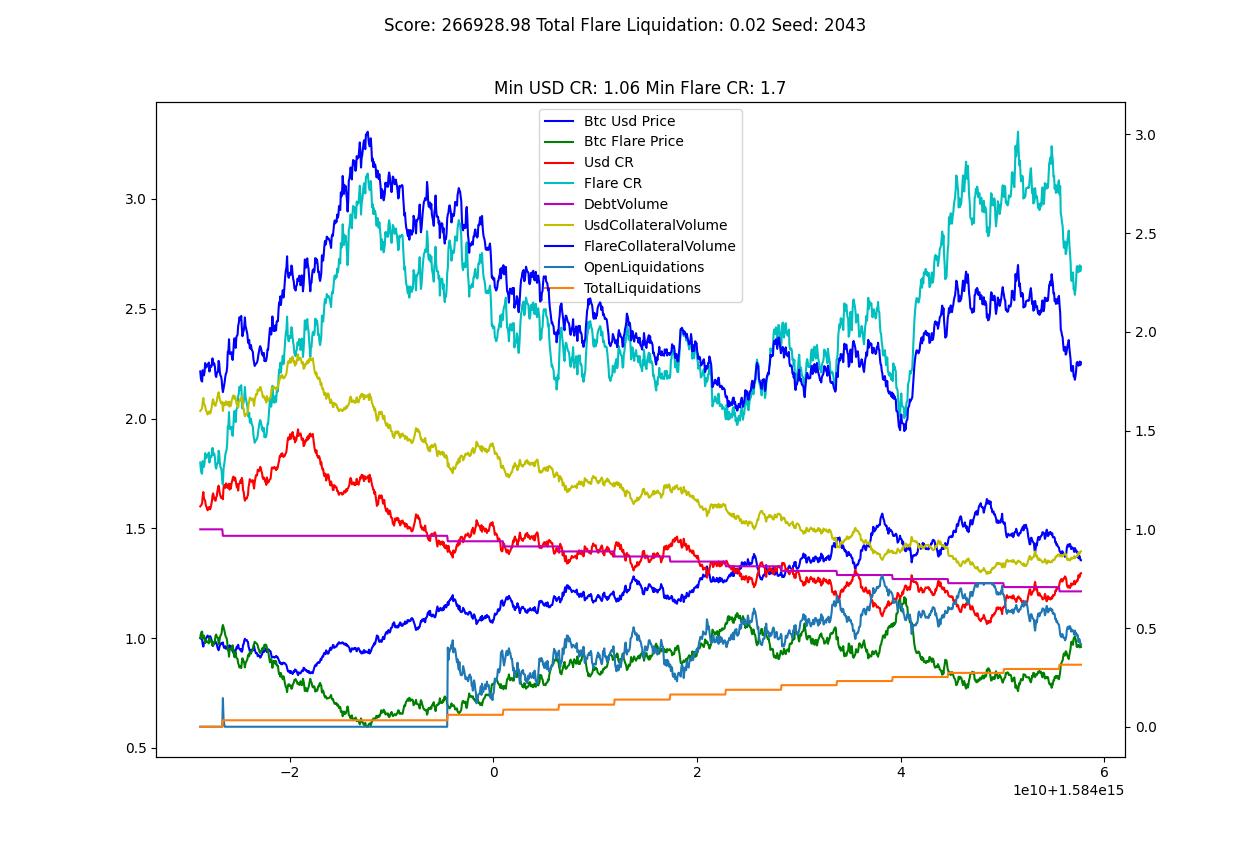 Score: 266928.98 Total Flare Liquidation: 0.02 Seed: 2043
Min USD CR: 1.06 Min Flare CR: 1.7
Btc Usd Price
Btc Flare Price
Usd CR
Flare CR
DebtVolume
UsdCollateralVolume
FlareCollateralVolume
OpenLiquidations
TotalLiquidations
3.0
2.5
2.0
1.5
1.0
0.5
3.0
2.5
2.0
1.5
1.0
0.5
0.0
−2 0 2 4 6
1e10+1.584e15